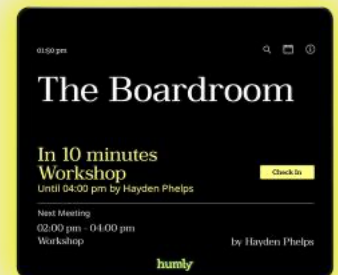 01:50 pm
The Boardroom
In 10 minutes
Workshop
Check In
Until 04:00 pm by Hayden Phelps
Next Meeting
02:00 pm - 04:00 pm
Workshop
by Hayden Phelps
humly